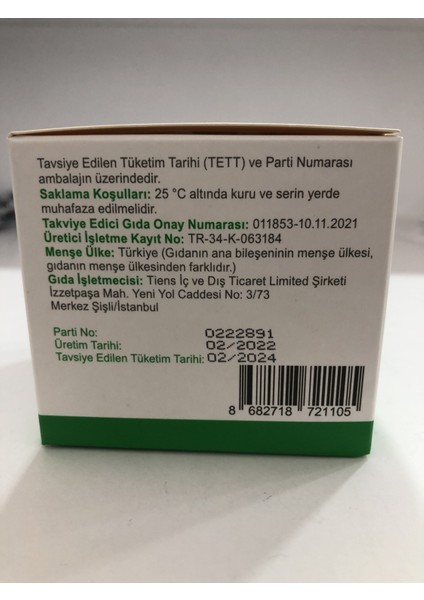 Tavsiye Edilen Tüketim Tarihi (TETT) ve Parti Numarası
ambalajın üzerindedir.
Saklama Koşulları: 25 °C altında kuru ve serin yerde
muhafaza edilmelidir.
Takviye Edici Gıda Onay Numarası: 011853-10.11.2021
Üretici İşletme Kayıt No: TR-34-K-063184
Menşe Ülke: Türkiye (Gıdanın ana bileşeninin menşe ülkesi,
gıdanın menşe ülkesinden farklıdır.)
Gıda İşletmecisi: Tiens İç ve Dış Ticaret Limited Şirketi
İzzetpaşa Mah. Yeni Yol Caddesi No: 3/73
Merkez Şişli/İstanbul
Parti No: 0222891
Üretim Tarihi: 02/2022
Tavsiye Edilen Tüketim Tarihi: 02/2024
8 682718 721105